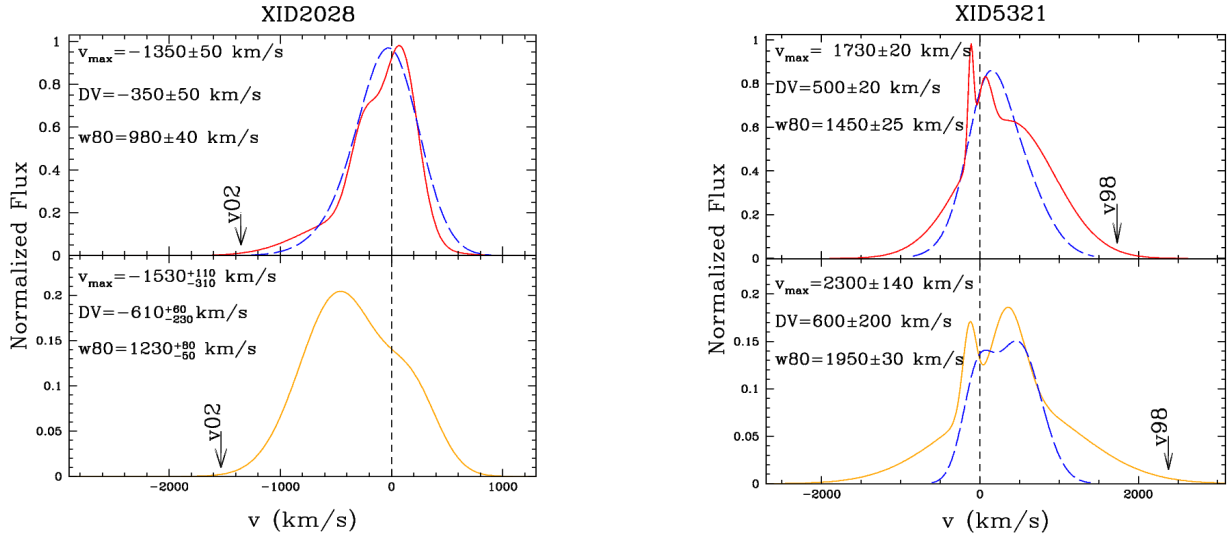 XID2028
v_max=−1350±50 km/s
DV=−350±50 km/s
w80=980±40 km/s
v02
1
0.8
0.6
0.4
0.2
0
v_max=−1530+110−310 km/s
DV=−610+60−230km/s
w80=1230+80−50 km/s
v02
0.2
0.15
0.1
0.05
0
−2000 −1000 0 1000
Normalized Flux
v (km/s)
XID5321
v_max= 1730±20 km/s
DV=500±20 km/s
w80=1450±25 km/s
v98
1
0.8
0.6
0.4
0.2
0
v_max=2300±140 km/s
DV=600±200 km/s
w80=1950±30 km/s
v98
0.2
0.15
0.1
0.05
0
−2000 0 2000
Normalized Flux
v (km/s)